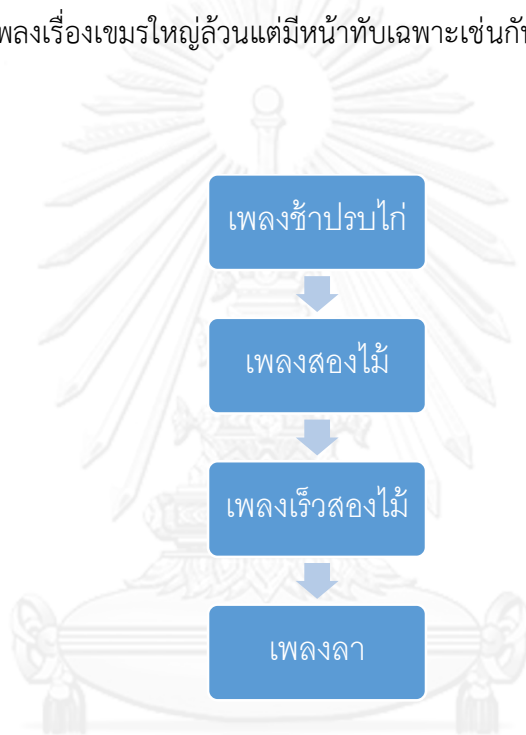 เพลงเรื่องเขมรใหญ่ล้วนแต่มีหน้าทับเฉพาะเช่นกัน
เพลงช้าปรบไก่
เพลงสองไม้
เพลงเร็วสองไม้
เพลงลา